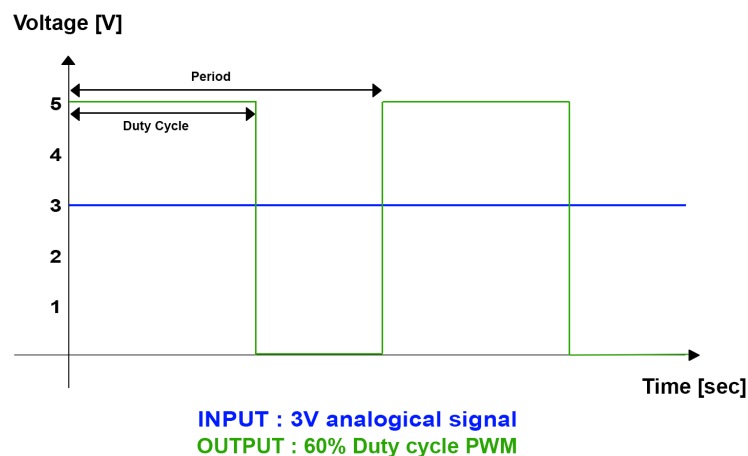 Voltage [V]
Period
5
Duty Cycle
4
3
2
1
Time [sec]
INPUT : 3V analogical signal
OUTPUT : 60% Duty cycle PWM